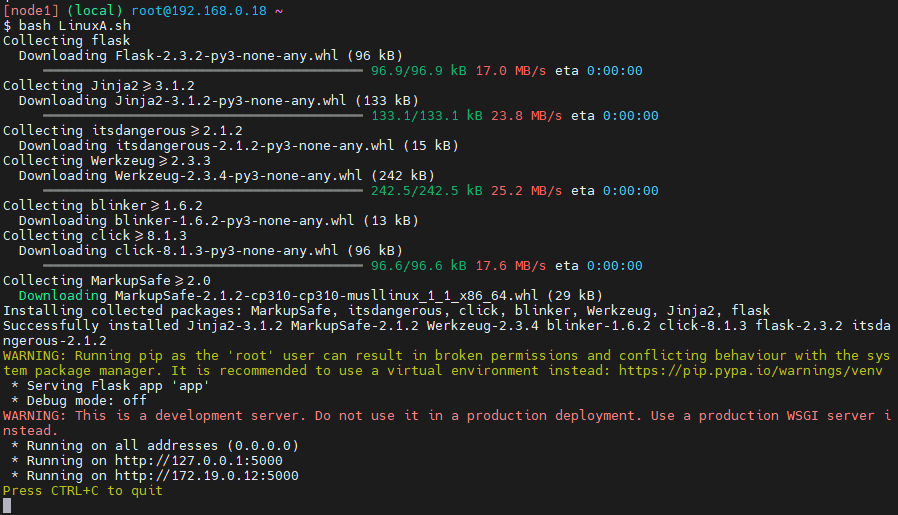 [node1] (local) root@192.168.0.18 ~
$ bash LinuxA.sh
Collecting flask
  Downloading Flask-2.3.2-py3-none-any.whl (96 kB)
     ━━━━━━━━━━━━━━━━━━━━━━━━━━━━━━━━━━━━━━━━ 96.9/96.9 kB 17.0 MB/s eta 0:00:00
Collecting Jinja2>=3.1.2
  Downloading Jinja2-3.1.2-py3-none-any.whl (133 kB)
     ━━━━━━━━━━━━━━━━━━━━━━━━━━━━━━━━━━━━━━━━ 133.1/133.1 kB 23.8 MB/s eta 0:00:00
Collecting itsdangerous>=2.1.2
  Downloading itsdangerous-2.1.2-py3-none-any.whl (15 kB)
Collecting Werkzeug>=2.3.3
  Downloading Werkzeug-2.3.4-py3-none-any.whl (242 kB)
     ━━━━━━━━━━━━━━━━━━━━━━━━━━━━━━━━━━━━━━━━ 242.5/242.5 kB 25.2 MB/s eta 0:00:00
Collecting blinker>=1.6.2
  Downloading blinker-1.6.2-py3-none-any.whl (13 kB)
Collecting click>=8.1.3
  Downloading click-8.1.3-py3-none-any.whl (96 kB)
     ━━━━━━━━━━━━━━━━━━━━━━━━━━━━━━━━━━━━━━━━ 96.6/96.6 kB 17.6 MB/s eta 0:00:00
Collecting MarkupSafe>=2.0
  Downloading MarkupSafe-2.1.2-cp310-cp310-musllinux_1_1_x86_64.whl (29 kB)
Installing collected packages: MarkupSafe, itsdangerous, click, blinker, Werkzeug, Jinja2, flask
Successfully installed Jinja2-3.1.2 MarkupSafe-2.1.2 Werkzeug-2.3.4 blinker-1.6.2 click-8.1.3 flask-2.3.2 itsda
ngerous-2.1.2
WARNING: Running pip as the 'root' user can result in broken permissions and conflicting behaviour with the sys
tem package manager. It is recommended to use a virtual environment instead: https://pip.pypa.io/warnings/venv
 * Serving Flask app 'app'
 * Debug mode: off
WARNING: This is a development server. Do not use it in a production deployment. Use a production WSGI server i
nstead.
 * Running on all addresses (0.0.0.0)
 * Running on http://127.0.0.1:5000
 * Running on http://172.19.0.12:5000
Press CTRL+C to quit